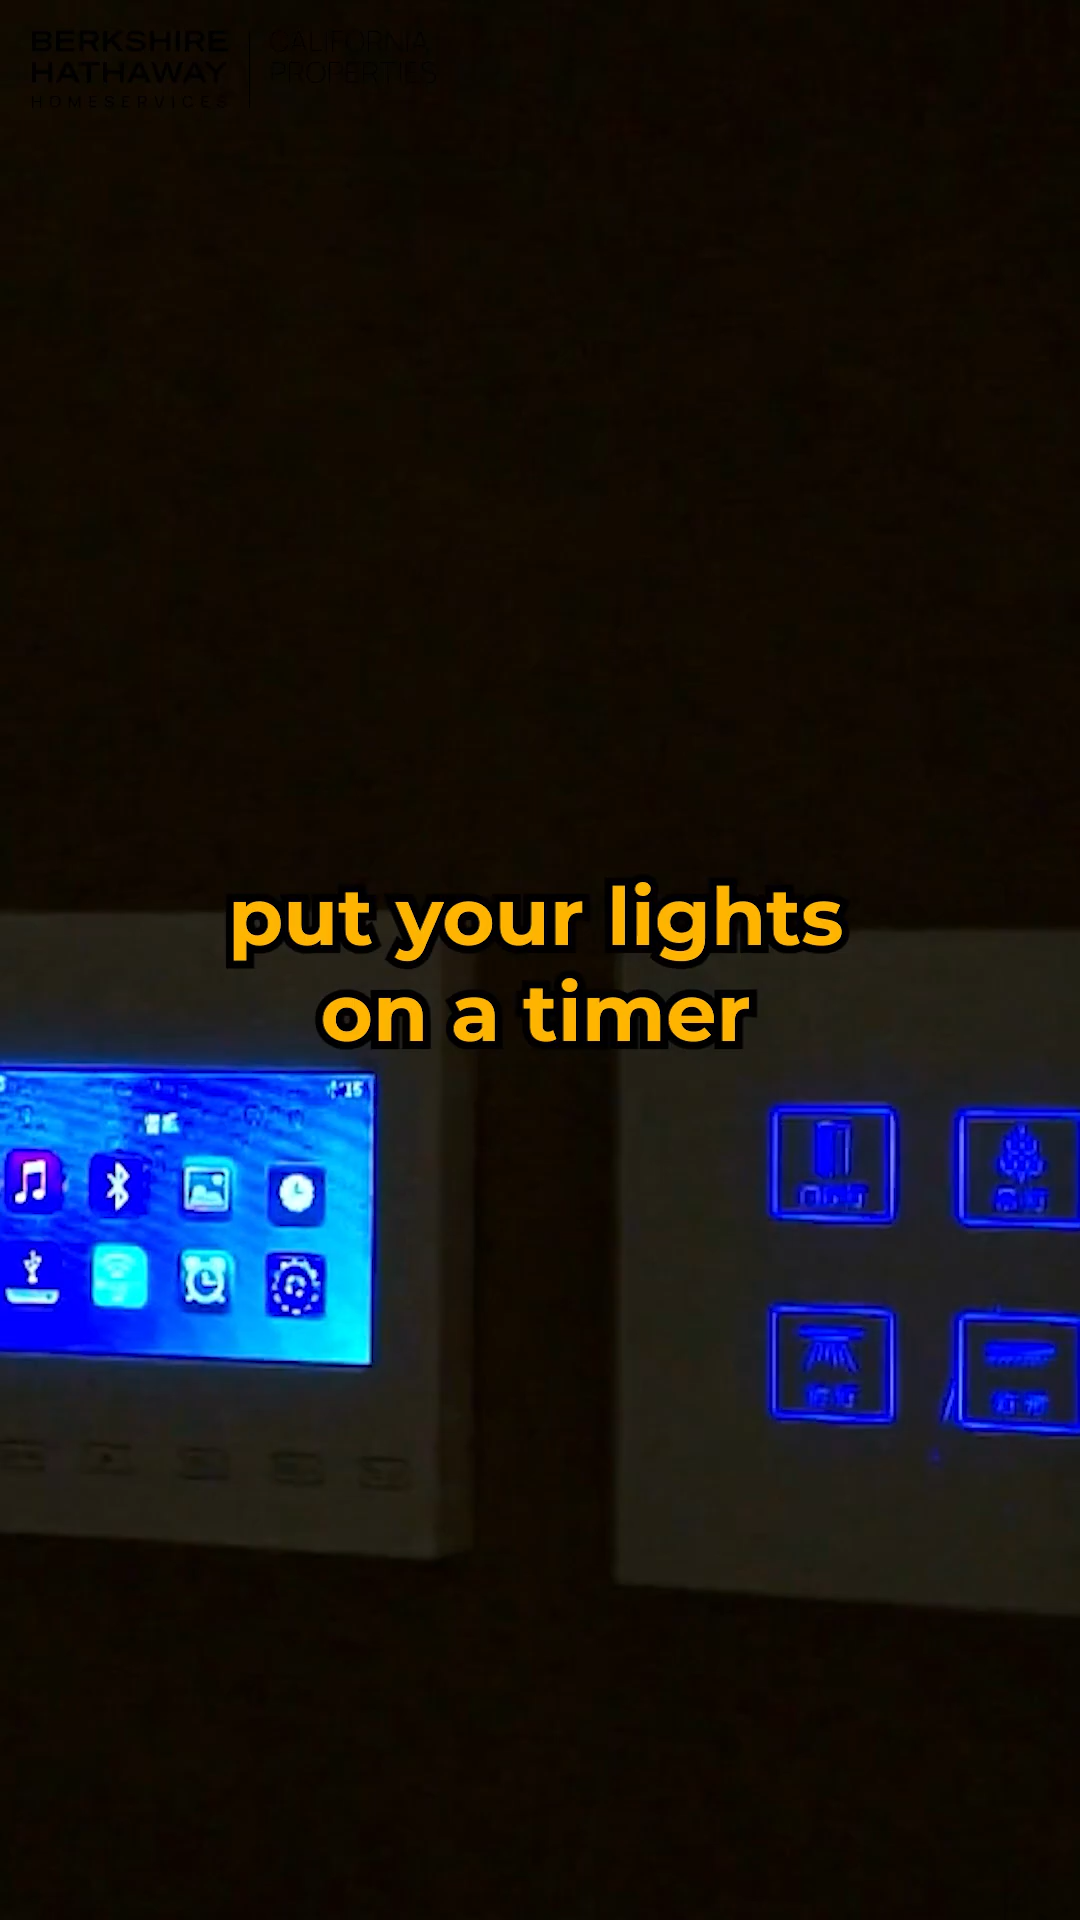 BERKSHIRE
HATHAWAY
HOMESERVICES
CALIFORNIA
PROPERTIES
put your lights
on a timer